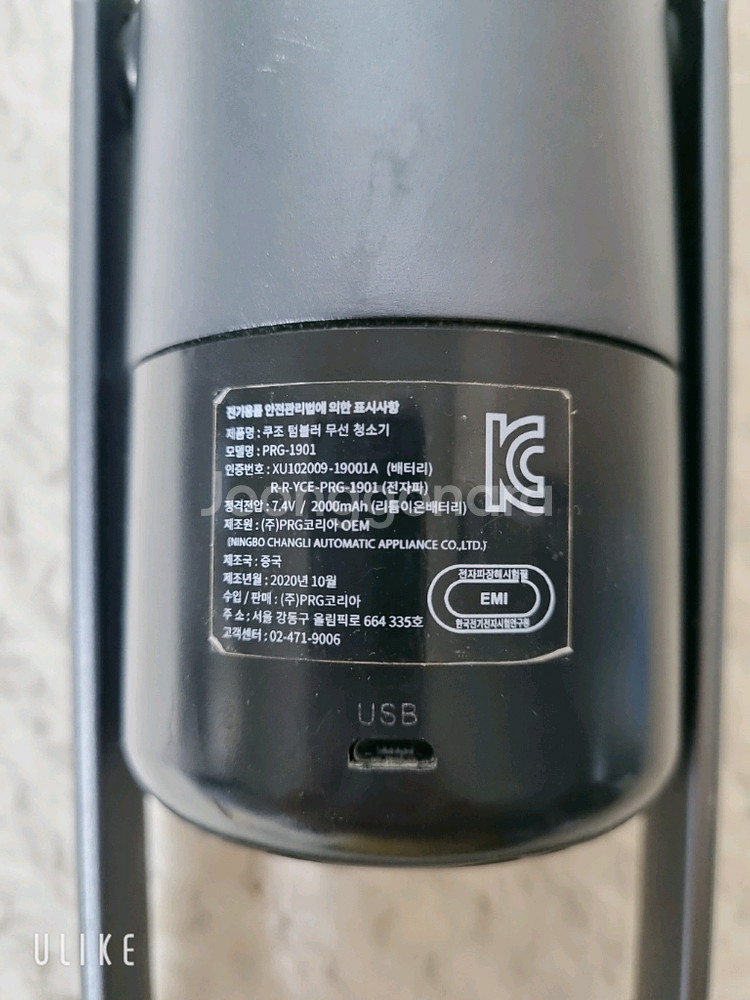 전기용품 안전관리법에 의한 표시사항
제품명 : 쿠조 텀블러 무선 청소기
모델명 : PRG-1901
인증번호 : XU102009-19001A (배터리)
R-R-YCE-PRG-1901 (전자파)
정격전압 : 7.4V / 2000mAh (리튬이온배터리)
제조원 : (주)PRG코리아 OEM
(NINGBO CHANGLI AUTOMATIC APPLIANCE CO.,LTD.)
제조국 : 중국
제조년월 : 2020년 10월
수입 / 판매 : (주)PRG코리아
주 소 : 서울 강동구 올림픽로 664 335호
고객센터 : 02-471-9006
KC
전자파장해시험필
EMI
한국전기전자시험연구원
Joonggonara
USB
ULIKE